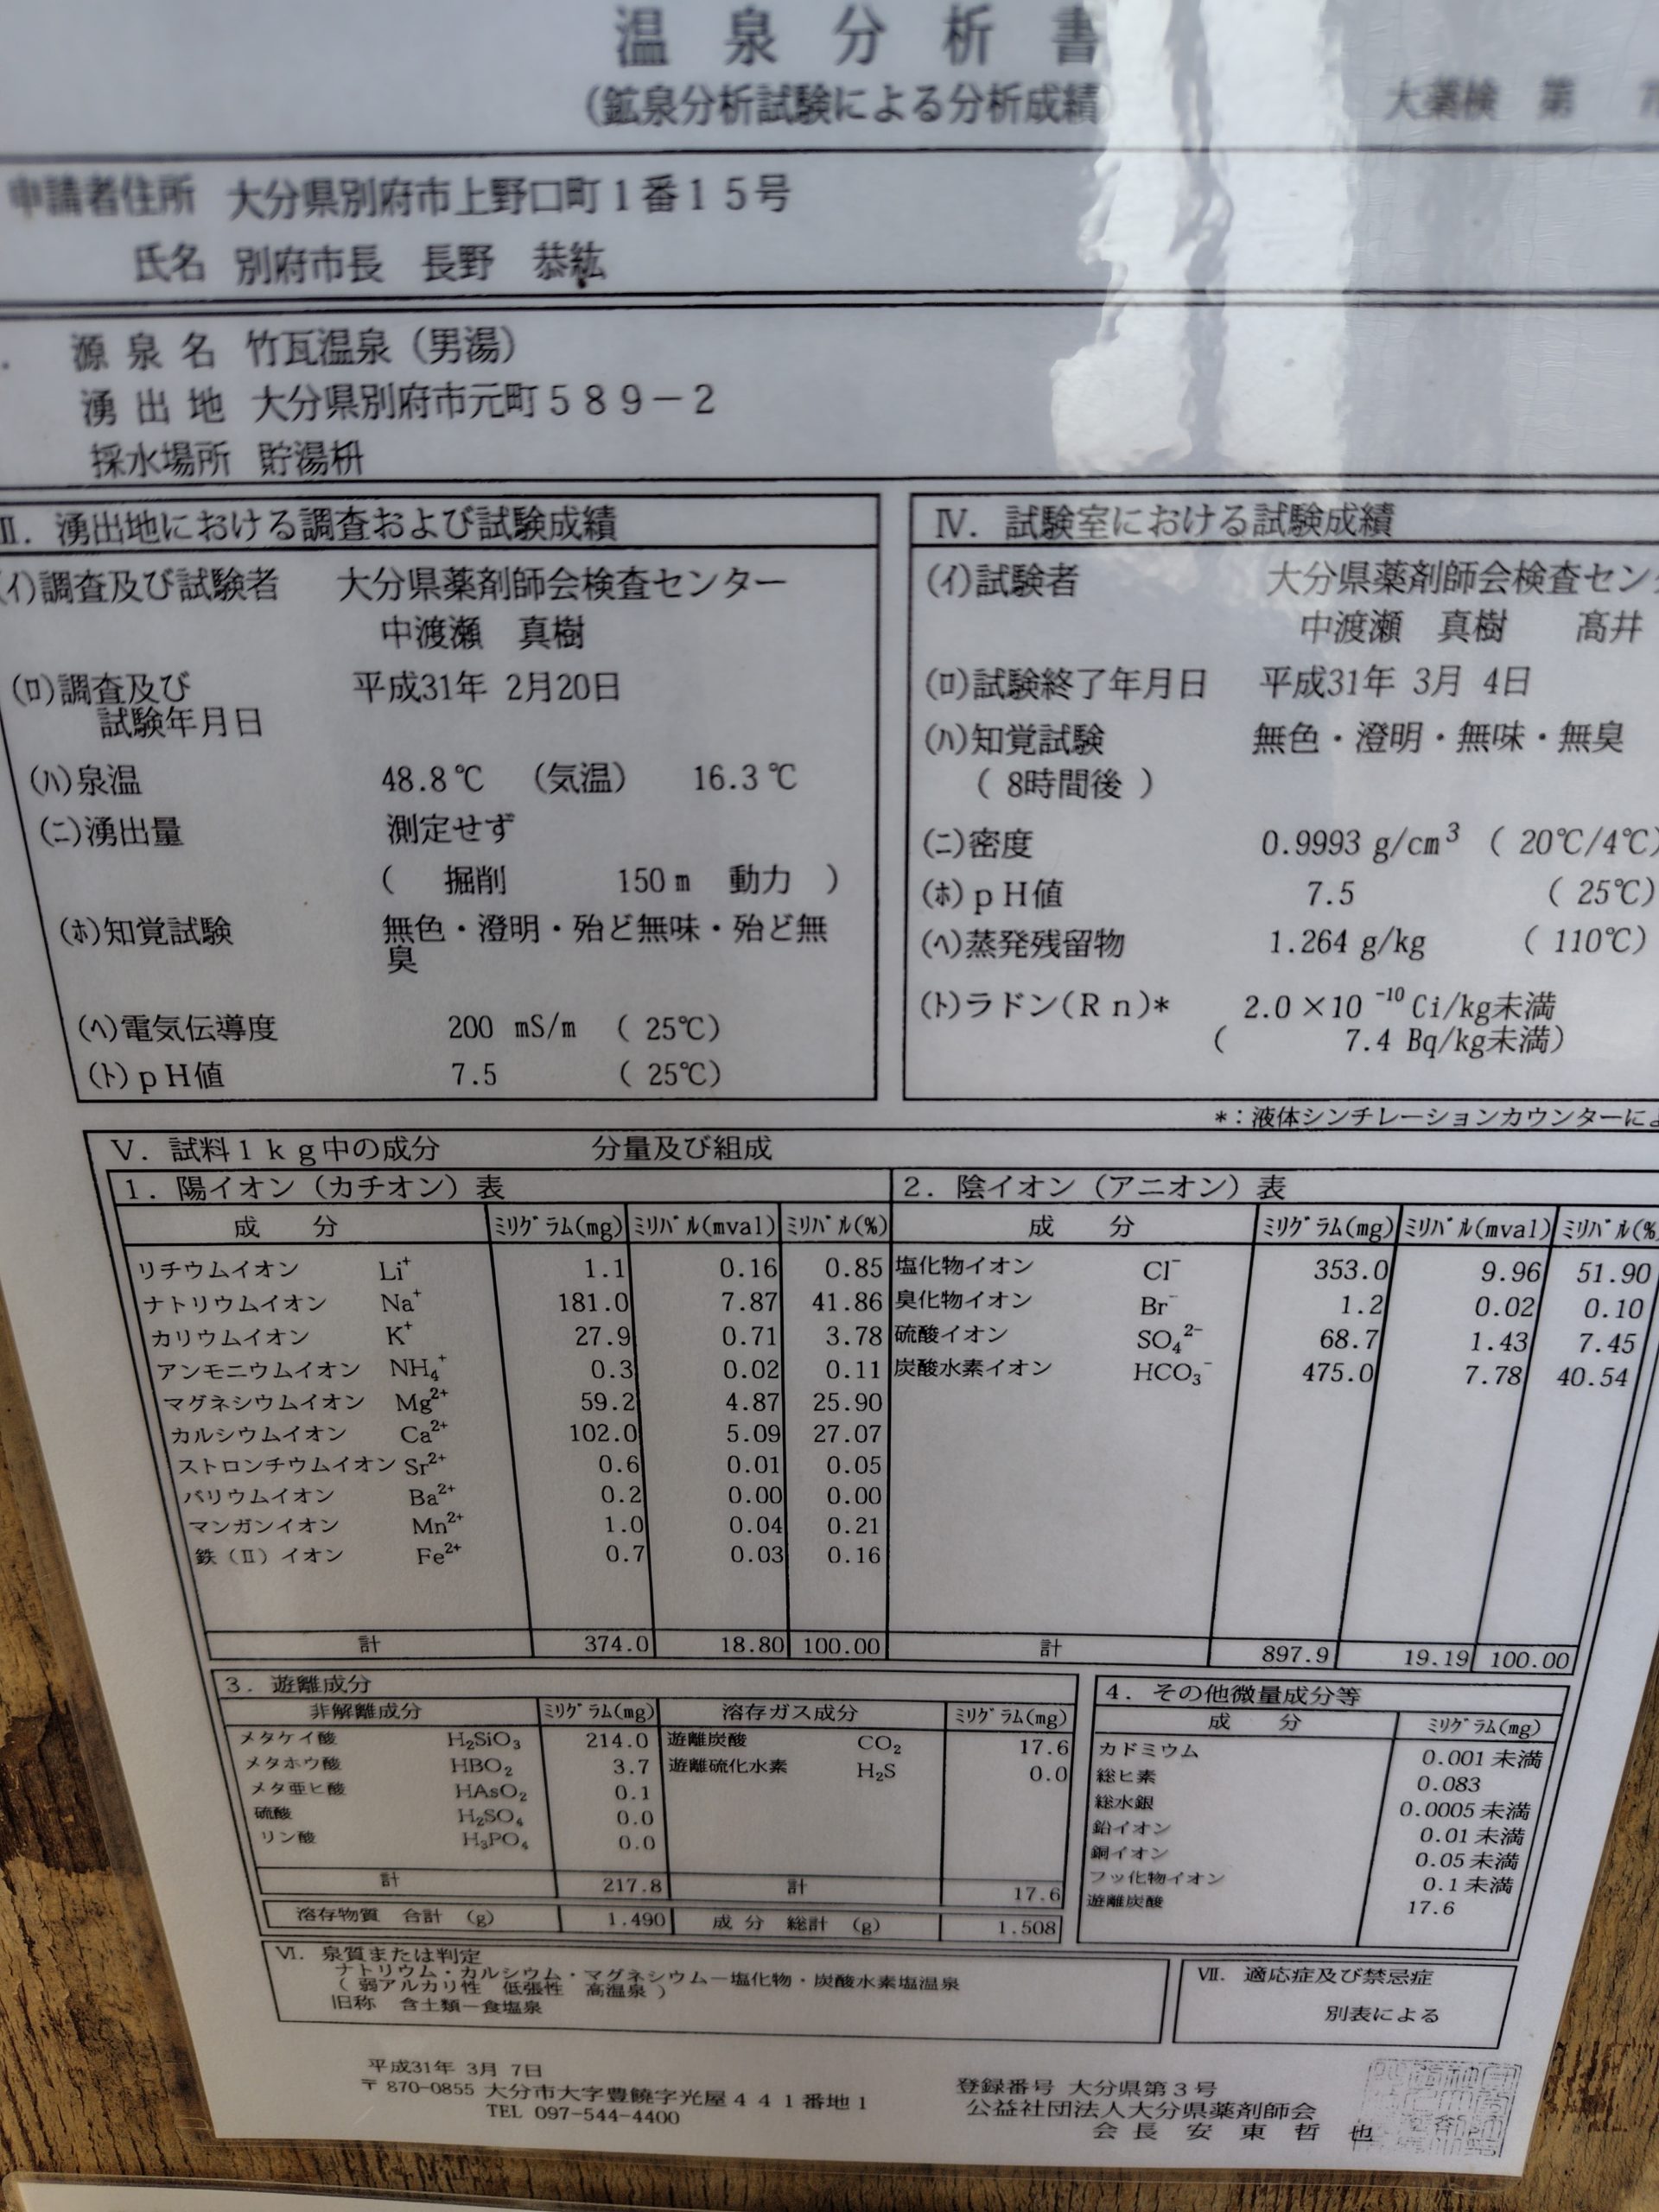 温泉分析書
(鉱泉分析試験による分析成績
大薬検 第
申請者住所 大分県別府市上野口町1番15号
氏名 別府市長 長野 恭紘
源泉名 竹瓦温泉(男湯)
湧出地 大分県別府市元町589-2
採水場所 貯湯枡
Ⅱ. 湧出地における調査および試験成績
(イ)調査及び試験者 大分県薬剤師会検査センター
中渡瀬 真樹
(ロ)調査及び 平成31年 2月20日
試験年月日
(ハ)泉温 48.8℃ (気温) 16.3℃
(ニ)湧出量 測定せず
( 掘削 150m 動力 )
(ホ)知覚試験 無色・澄明・殆ど無味・殆ど無
臭
(ヘ)電気伝導度 200 mS/m ( 25℃)
(ト)pH値 7.5 ( 25℃)
Ⅳ. 試験室における試験成績
(イ)試験者 大分県薬剤師会検査セン
中渡瀬 真樹 髙井
(ロ)試験終了年月日 平成31年 3月 4日
(ハ)知覚試験 無色・澄明・無味・無臭
( 8時間後 )
(ニ)密度 0.9993 g/cm³ ( 20℃/4℃)
(ホ)pH値 7.5 ( 25℃)
(ヘ)蒸発残留物 1.264 g/kg ( 110℃)
(ト)ラドン(Rn)* 2.0×10⁻¹⁰ Ci/kg未満
( 7.4 Bq/kg未満)
*:液体シンチレーションカウンターによ
Ⅴ. 試料1kg中の成分 分量及び組成
1. 陽イオン(カチオン)表
成分 ミリグラム(mg) ミリバル(mval) ミリバル(%)
リチウムイオン Li⁺ 1.1 0.16 0.85
ナトリウムイオン Na⁺ 181.0 7.87 41.86
カリウムイオン K⁺ 27.9 0.71 3.78
アンモニウムイオン NH₄⁺ 0.3 0.02 0.11
マグネシウムイオン Mg²⁺ 59.2 4.87 25.90
カルシウムイオン Ca²⁺ 102.0 5.09 27.07
ストロンチウムイオン Sr²⁺ 0.6 0.01 0.05
バリウムイオン Ba²⁺ 0.2 0.00 0.00
マンガンイオン Mn²⁺ 1.0 0.04 0.21
鉄(Ⅱ)イオン Fe²⁺ 0.7 0.03 0.16
計 374.0 18.80 100.00
2. 陰イオン(アニオン)表
成分 ミリグラム(mg) ミリバル(mval) ミリバル(%
塩化物イオン Cl⁻ 353.0 9.96 51.90
臭化物イオン Br⁻ 1.2 0.02 0.10
硫酸イオン SO₄²⁻ 68.7 1.43 7.45
炭酸水素イオン HCO₃⁻ 475.0 7.78 40.54
計 897.9 19.19 100.00
3. 遊離成分
非解離成分 ミリグラム(mg) 溶存ガス成分 ミリグラム(mg)
メタケイ酸 H₂SiO₃ 214.0 遊離炭酸 CO₂ 17.6
メタホウ酸 HBO₂ 3.7 遊離硫化水素 H₂S 0.0
メタ亜ヒ酸 HAsO₂ 0.1
硫酸 H₂SO₄ 0.0
リン酸 H₃PO₄ 0.0
計 217.8 計 17.6
溶存物質 合計 (g) 1.490 成分 総計 (g) 1.508
4. その他微量成分等
成分 ミリグラム(mg)
カドミウム 0.001 未満
総ヒ素 0.083
総水銀 0.0005 未満
鉛イオン 0.01 未満
銅イオン 0.05 未満
フッ化物イオン 0.1 未満
遊離炭酸 17.6
Ⅵ. 泉質または判定
ナトリウム・カルシウム・マグネシウム-塩化物・炭酸水素塩温泉
( 弱アルカリ性 低張性 高温泉 )
旧称 含土類-食塩泉
Ⅶ. 適応症及び禁忌症
別表による
平成31年 3月 7日
〒870-0855 大分市大字豊饒字光屋441番地1
TEL 097-544-4400
登録番号 大分県第3号
公益社団法人大分県薬剤師会
会長 安東哲也